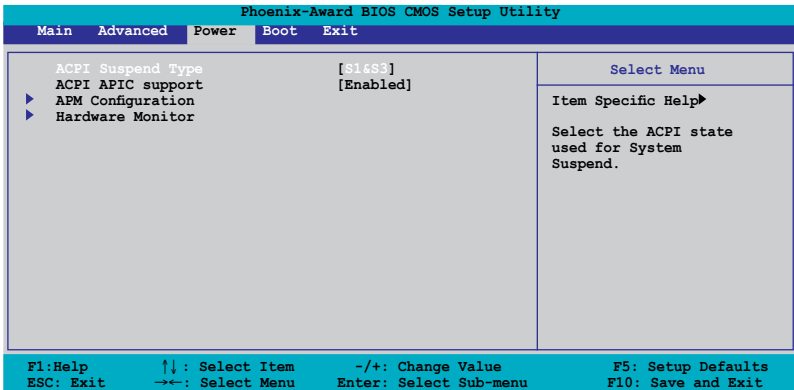 Phoenix-Award BIOS CMOS Setup Utility
Main Advanced Power Boot Exit
ACPI Suspend Type [S1&S3]
ACPI APIC support [Enabled]
APM Configuration
Hardware Monitor
Select Menu
Item Specific Help
Select the ACPI state
used for System
Suspend.
F1:Help ↑↓ : Select Item -/+: Change Value F5: Setup Defaults
ESC: Exit →← : Select Menu Enter: Select Sub-menu F10: Save and Exit